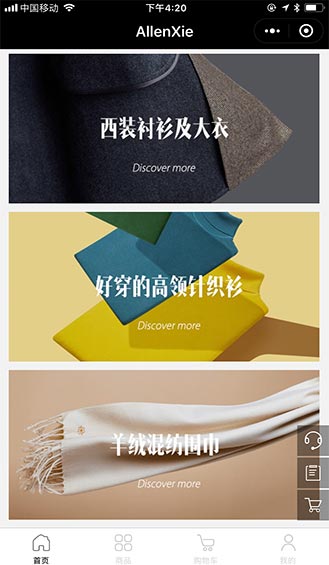 中国移动
下午4:20
AllenXie
西装衬衫及大衣
Discover more
好穿的高领针织衫
Discover more
羊绒混纺围巾
Discover more
首页
商品
购物车
我的